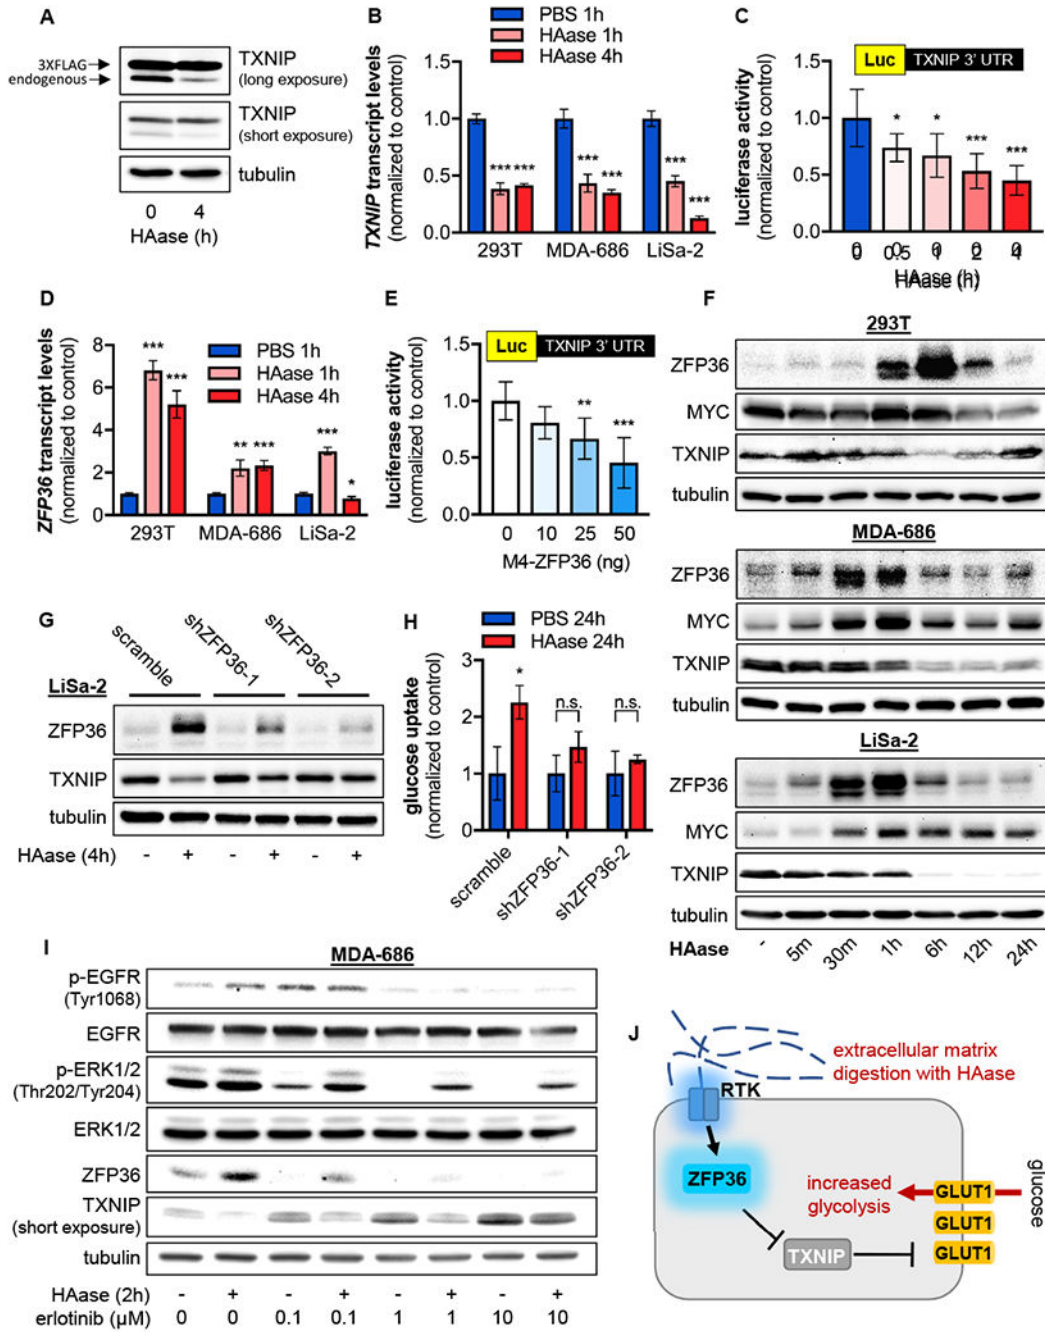 A
3XFLAG
endogenous
TXNIP
(long exposure)
TXNIP
(short exposure)
tubulin
0 4
HAase (h)
B
PBS 1h
HAase 1h
HAase 4h
TXNIP transcript levels
(normalized to control)
1.5
1.0
0.5
0.0
*** ***
*** ***
*** ***
293T MDA-686 LiSa-2
C
Luc TXNIP 3' UTR
luciferase activity
(normalized to control)
1.5
1.0
0.5
0.0
* * *** ***
0 0.5 1 2 4
HAase (h)
D
ZFP36 transcript levels
(normalized to control)
8
6
4
2
0
PBS 1h
HAase 1h
HAase 4h
*** ***
** ***
*** *
293T MDA-686 LiSa-2
E
Luc TXNIP 3' UTR
luciferase activity
(normalized to control)
1.5
1.0
0.5
0.0
** ***
0 10 25 50
M4-ZFP36 (ng)
F
293T
ZFP36
MYC
TXNIP
tubulin
MDA-686
ZFP36
MYC
TXNIP
tubulin
LiSa-2
ZFP36
MYC
TXNIP
tubulin
HAase - 5m 30m 1h 6h 12h 24h
G
scramble shZFP36-1 shZFP36-2
LiSa-2
ZFP36
TXNIP
tubulin
HAase (4h) - + - + - +
H
PBS 24h
HAase 24h
glucose uptake
(normalized to control)
3
2
1
0
* n.s. n.s.
scramble shZFP36-1 shZFP36-2
I
MDA-686
p-EGFR
(Tyr1068)
EGFR
p-ERK1/2
(Thr202/Tyr204)
ERK1/2
ZFP36
TXNIP
(short exposure)
tubulin
HAase (2h) - + - + - + - +
erlotinib (µM) 0 0 0.1 0.1 1 1 10 10
J
extracellular matrix
digestion with HAase
RTK
ZFP36
increased
glycolysis
TXNIP
GLUT1
GLUT1
GLUT1
glucose